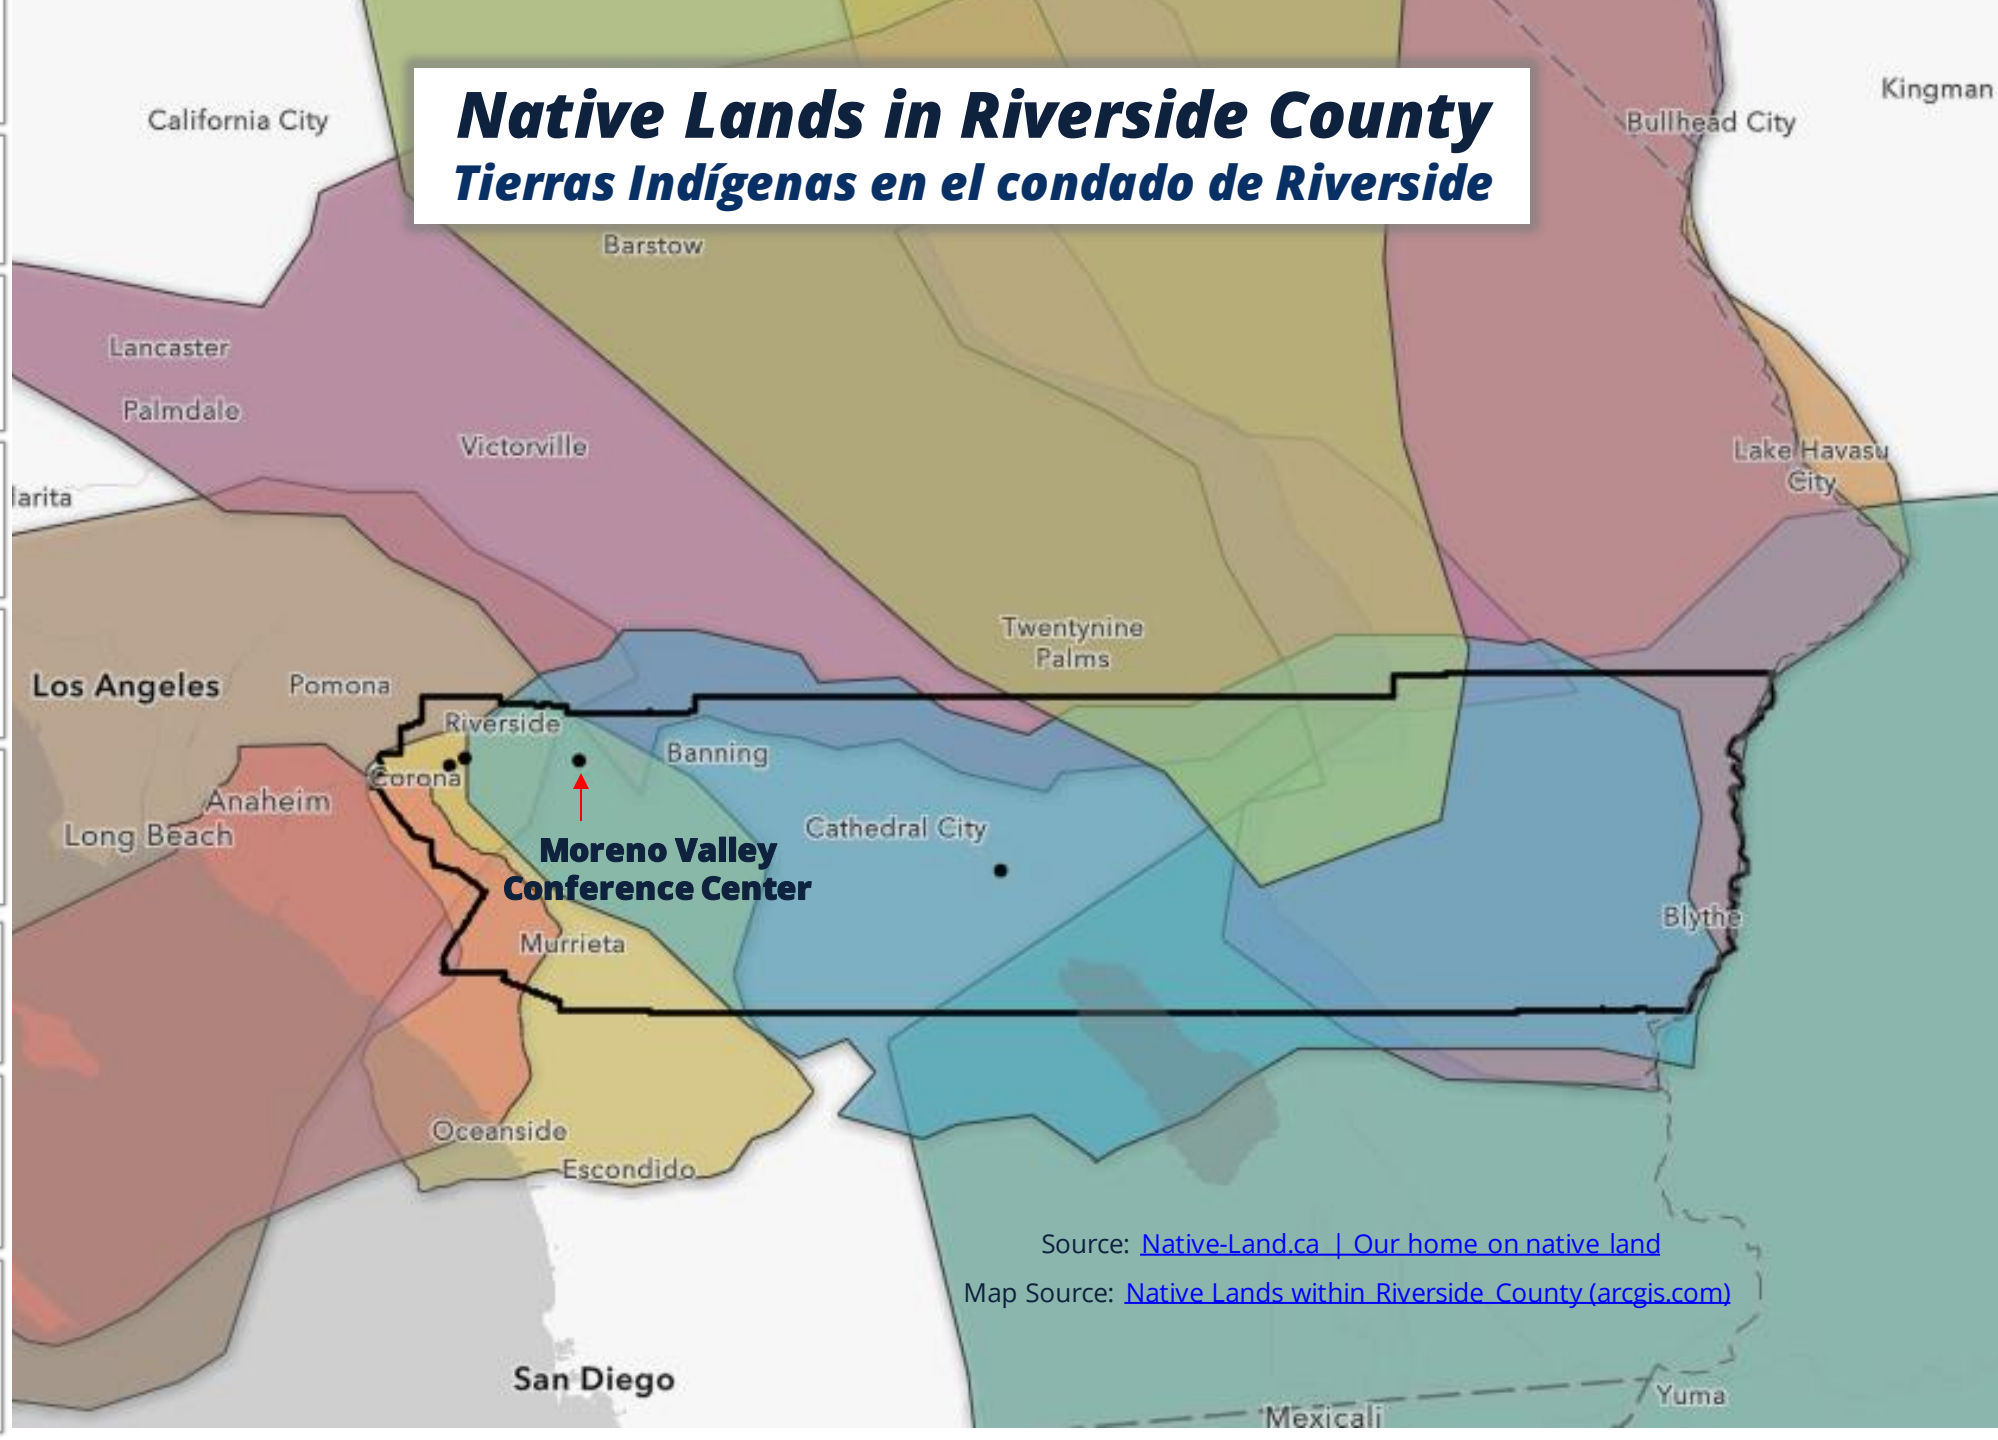 Native Lands in Riverside County
Tierras Indígenas en el condado de Riverside
Kingman
California City
Bullhead City
Barstow
Lancaster
Palmdale
Victorville
Lake Havasu
City
larita
Twentynine
Palms
Los Angeles
Pomona
Riverside
Banning
Corona
Anaheim
Long Beach
Cathedral City
Moreno Valley
Conference Center
Blythe
Murrieta
Oceanside
Escondido
Source: Native-Land.ca | Our home on native land
Map Source: Native Lands within Riverside County (arcgis.com)
San Diego
Yuma
Mexicali